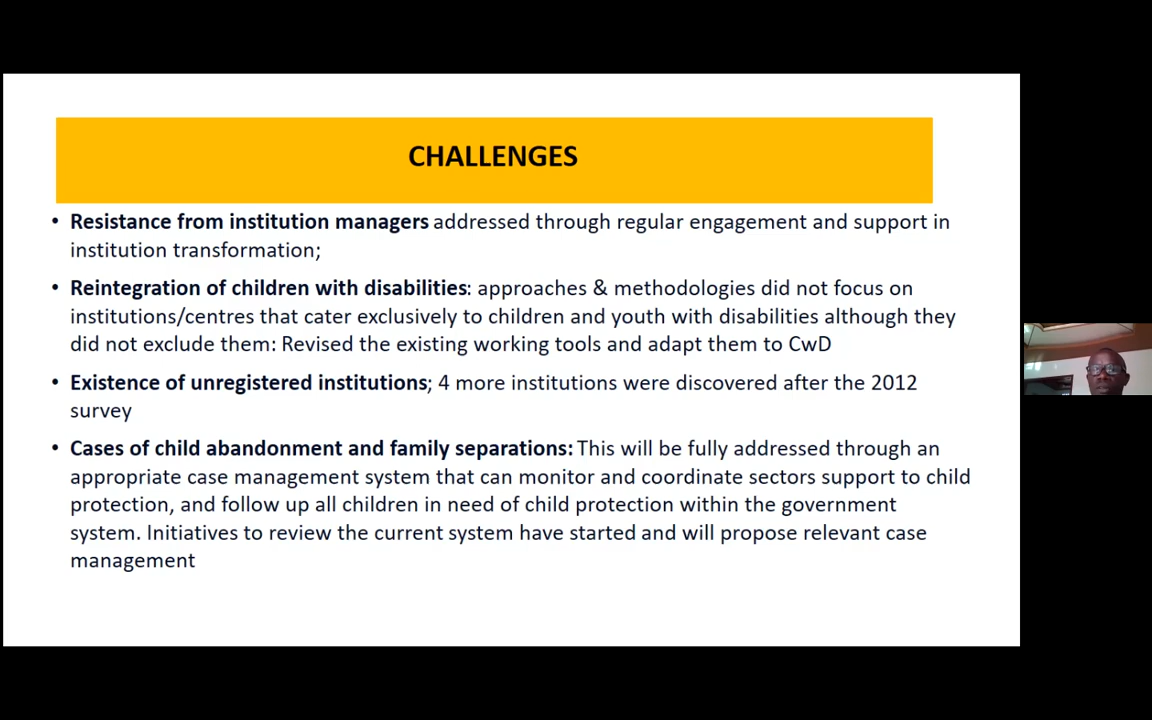 CHALLENGES
• Resistance from institution managers addressed through regular engagement and support in
institution transformation;
• Reintegration of children with disabilities: approaches & methodologies did not focus on
institutions/centres that cater exclusively to children and youth with disabilities although they
did not exclude them: Revised the existing working tools and adapt them to CwD
• Existence of unregistered institutions; 4 more institutions were discovered after the 2012
survey
• Cases of child abandonment and family separations: This will be fully addressed through an
appropriate case management system that can monitor and coordinate sectors support to child
protection, and follow up all children in need of child protection within the government
system. Initiatives to review the current system have started and will propose relevant case
management